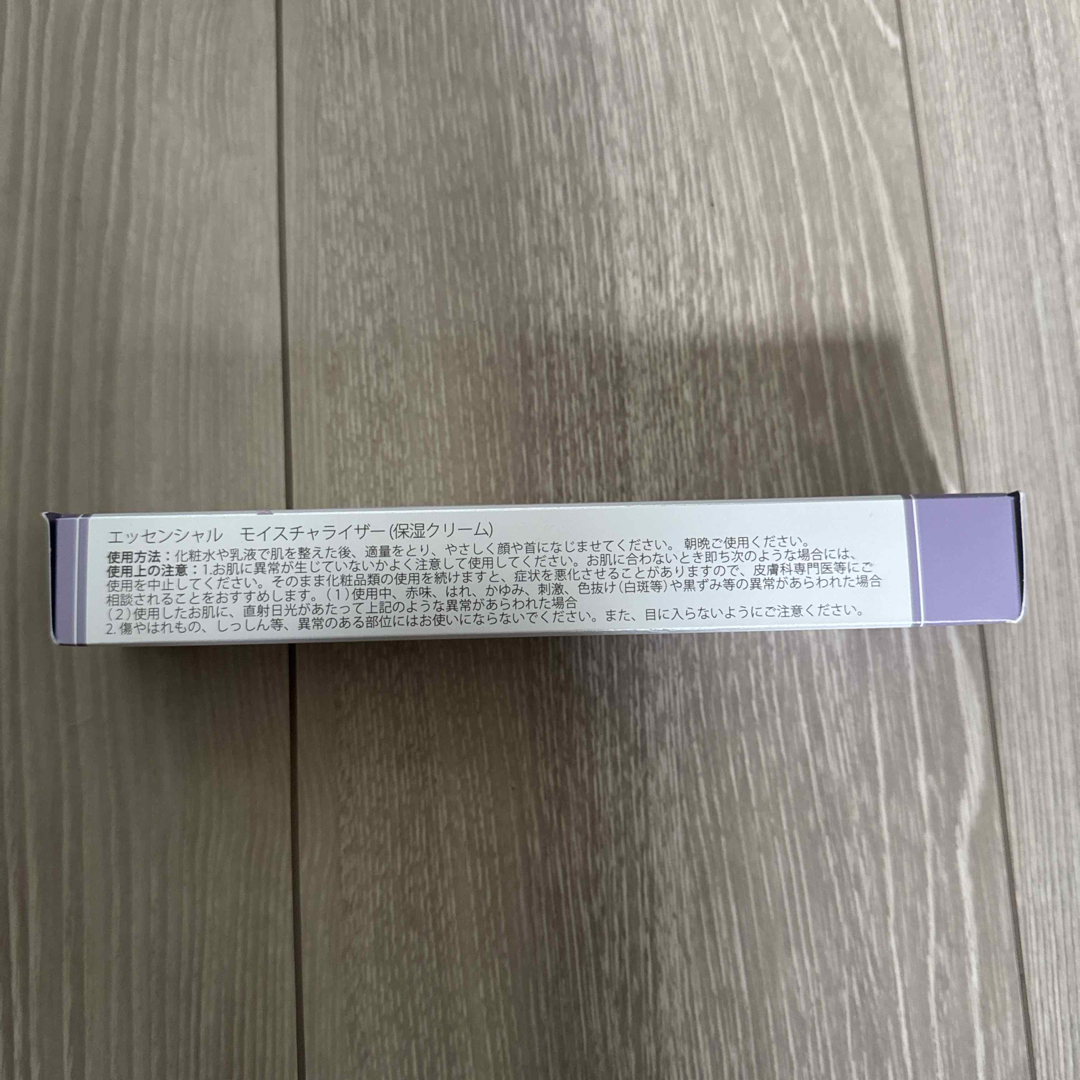 エッセンシャル　モイスチャライザー (保湿クリーム)
使用方法：化粧水や乳液で肌を整えた後、適量をとり、やさしく顔や首になじませてください。 朝晩ご使用ください。
使用上の注意：1.お肌に異常が生じていないかよく注意して使用してください。お肌に合わないとき即ち次のような場合には、
使用を中止してください。そのまま化粧品類の使用を続けますと、症状を悪化させることがありますので、皮膚科専門医等にご
相談されることをおすすめします。（1）使用中、赤味、はれ、かゆみ、刺激、色抜け（白斑等）や黒ずみ等の異常があらわれた場合
（2）使用したお肌に、直射日光があたって上記のような異常があらわれた場合
2. 傷やはれもの、しっしん等、異常のある部位にはお使いにならないでください。また、目に入らないようにご注意ください。